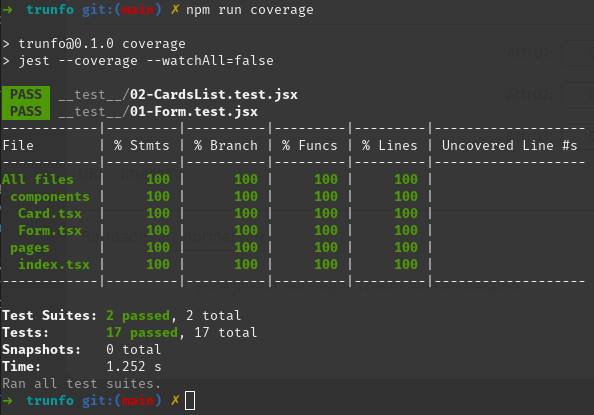 → trunfo git:(main) ✗ npm run coverage
> trunfo@0.1.0 coverage
> jest --coverage --watchAll=false
PASS __test__/02-CardsList.test.jsx
PASS __test__/01-Form.test.jsx
------------|---------|----------|---------|---------|-------------------
File        | % Stmts | % Branch | % Funcs | % Lines | Uncovered Line #s
------------|---------|----------|---------|---------|-------------------
All files   |     100 |      100 |     100 |     100 |
 components |     100 |      100 |     100 |     100 |
  Card.tsx  |     100 |      100 |     100 |     100 |
  Form.tsx  |     100 |      100 |     100 |     100 |
 pages      |     100 |      100 |     100 |     100 |
  index.tsx |     100 |      100 |     100 |     100 |
------------|---------|----------|---------|---------|-------------------
Test Suites: 2 passed, 2 total
Tests:       17 passed, 17 total
Snapshots:   0 total
Time:        1.252 s
Ran all test suites.
→ trunfo git:(main) ✗